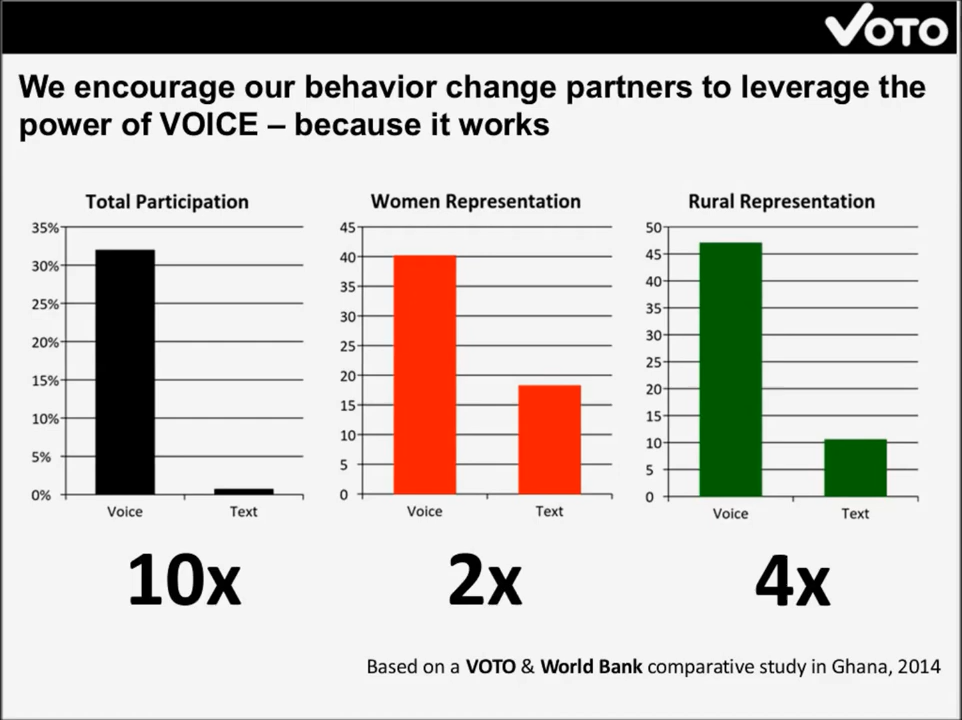 VOTO
We encourage our behavior change partners to leverage the
power of VOICE – because it works
Total Participation
35%
30%
25%
20%
15%
10%
5%
0%
Voice Text
10x
Women Representation
45
40
35
30
25
20
15
10
5
0
Voice Text
2x
Rural Representation
50
45
40
35
30
25
20
15
10
5
0
Voice Text
4x
Based on a VOTO & World Bank comparative study in Ghana, 2014